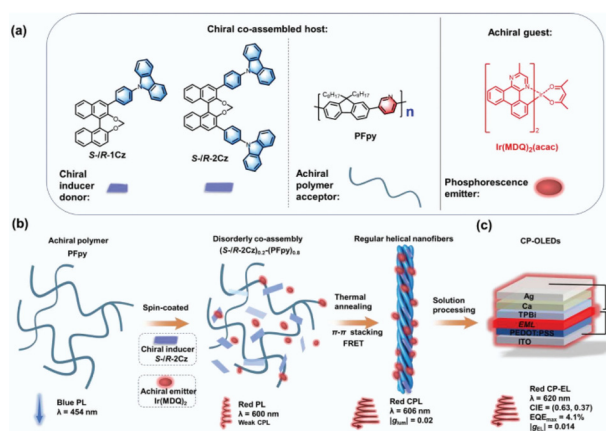 (a)
Chiral co-assembled host:
Achiral guest:
S-/R-1Cz
S-/R-2Cz
C8H17
C8H17
N
n
PFpy
2
Ir(MDQ)2(acac)
Chiral
inducer
donor:
Achiral
polymer
acceptor:
Phosphorescence
emitter:
(b)
Achiral polymer
PFpy
Disorderly co-assembly
(S-/R-2Cz)0.2-(PFpy)0.8
Regular helical nanofibers
(c)
CP-OLEDs
Spin-coated
Chiral inducer
S-/R-2Cz
Achiral emitter
Ir(MDQ)2
Thermal
annealing
π-π stacking
FRET
Solution
processing
Ag
Ca
TPBi
EML
PEDOT:PSS
ITO
Blue PL
λ = 454 nm
Red PL
λ = 600 nm
Weak CPL
Red CPL
λ = 606 nm
|glum| = 0.02
Red CP-EL
λ = 620 nm
CIE = (0.63, 0.37)
EQEmax = 4.1%
|gEL| = 0.014